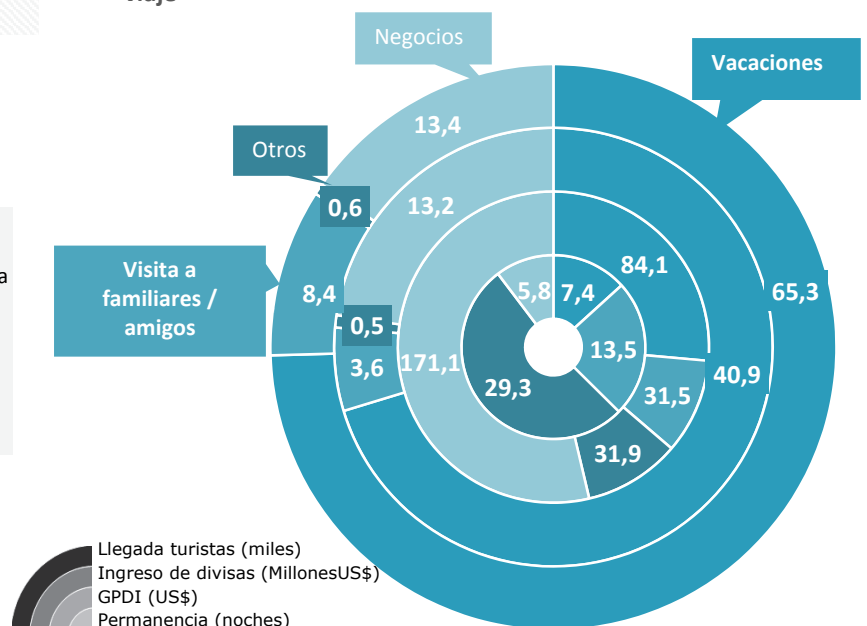 Viaje
Negocios
Vacaciones
13,4
Otros
0,6
13,2
Visita a
familiares /
amigos
a
84,1
8,4
5,8
7,4
65,3
0,5
13,5
3,6
171,1
40,9
29,3
31,5
31,9
Llegada turistas (miles)
Ingreso de divisas (MillonesUS$)
GPDI (US$)
Permanencia (noches)